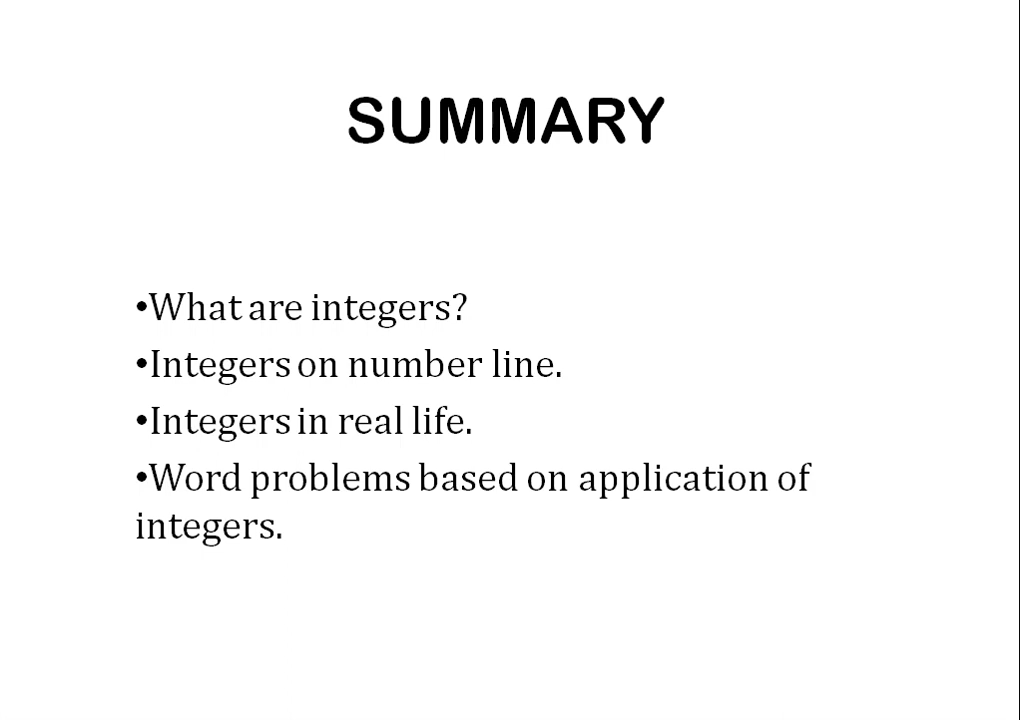 SUMMARY
•What are integers?
•Integers on number line.
•Integers in real life.
•Word problems based on application of
integers.